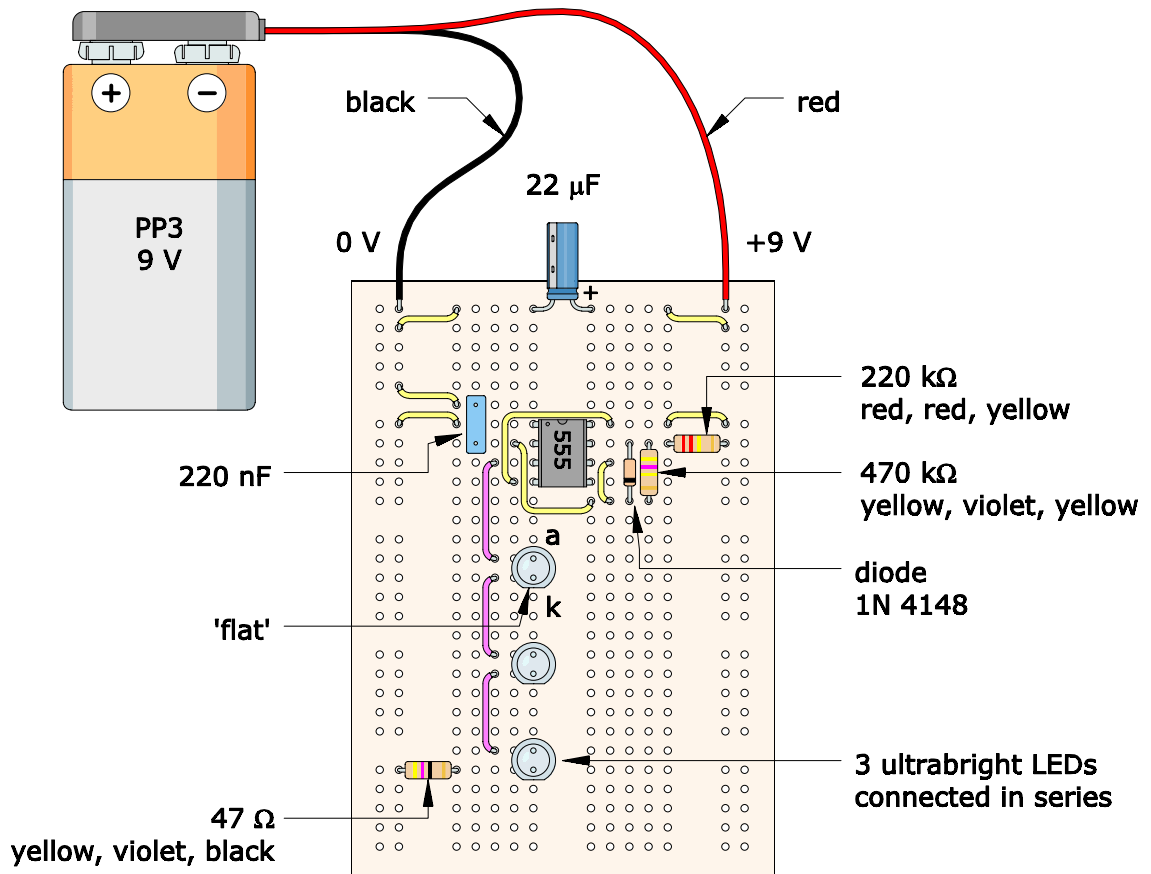 + −
black
red
PP3
9 V
22 μF
0 V
+9 V
+
220 kΩ
red, red, yellow
220 nF
555
470 kΩ
yellow, violet, yellow
a
diode
1N 4148
k
'flat'
3 ultrabright LEDs
connected in series
47 Ω
yellow, violet, black